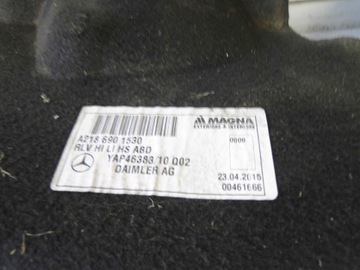 MAGNA
EXTERIORS & INTERIORS
A218 690 1530
RLV HI LI HS ABD
0000
YAP46383/10 Q02
DAIMLER AG
23.04.2015
00461666